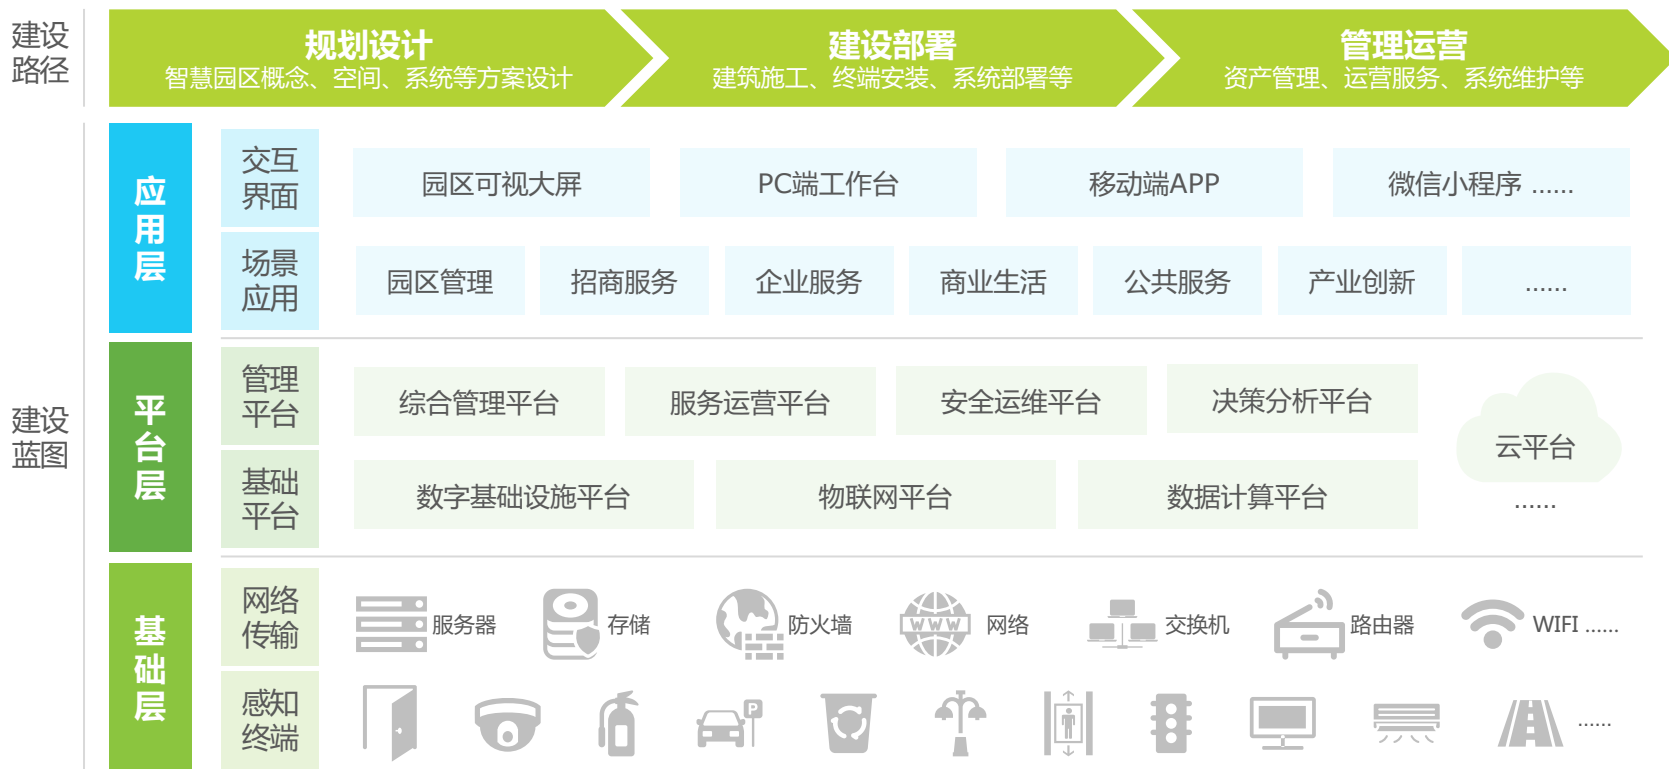 建设
路径
规划设计
智慧园区概念、空间、系统等方案设计
建设部署
建筑施工、终端安装、系统部署等
管理运营
资产管理、运营服务、系统维护等
建设
蓝图
应用层
交互
界面
园区可视大屏
PC端工作台
移动端APP
微信小程序 ……
场景
应用
园区管理
招商服务
企业服务
商业生活
公共服务
产业创新
……
平台层
管理
平台
综合管理平台
服务运营平台
安全运维平台
决策分析平台
云平台
……
基础
平台
数字基础设施平台
物联网平台
数据计算平台
基础层
网络
传输
服务器
存储
防火墙
WWW
网络
交换机
路由器
WIFI ……
感知
终端
P
……